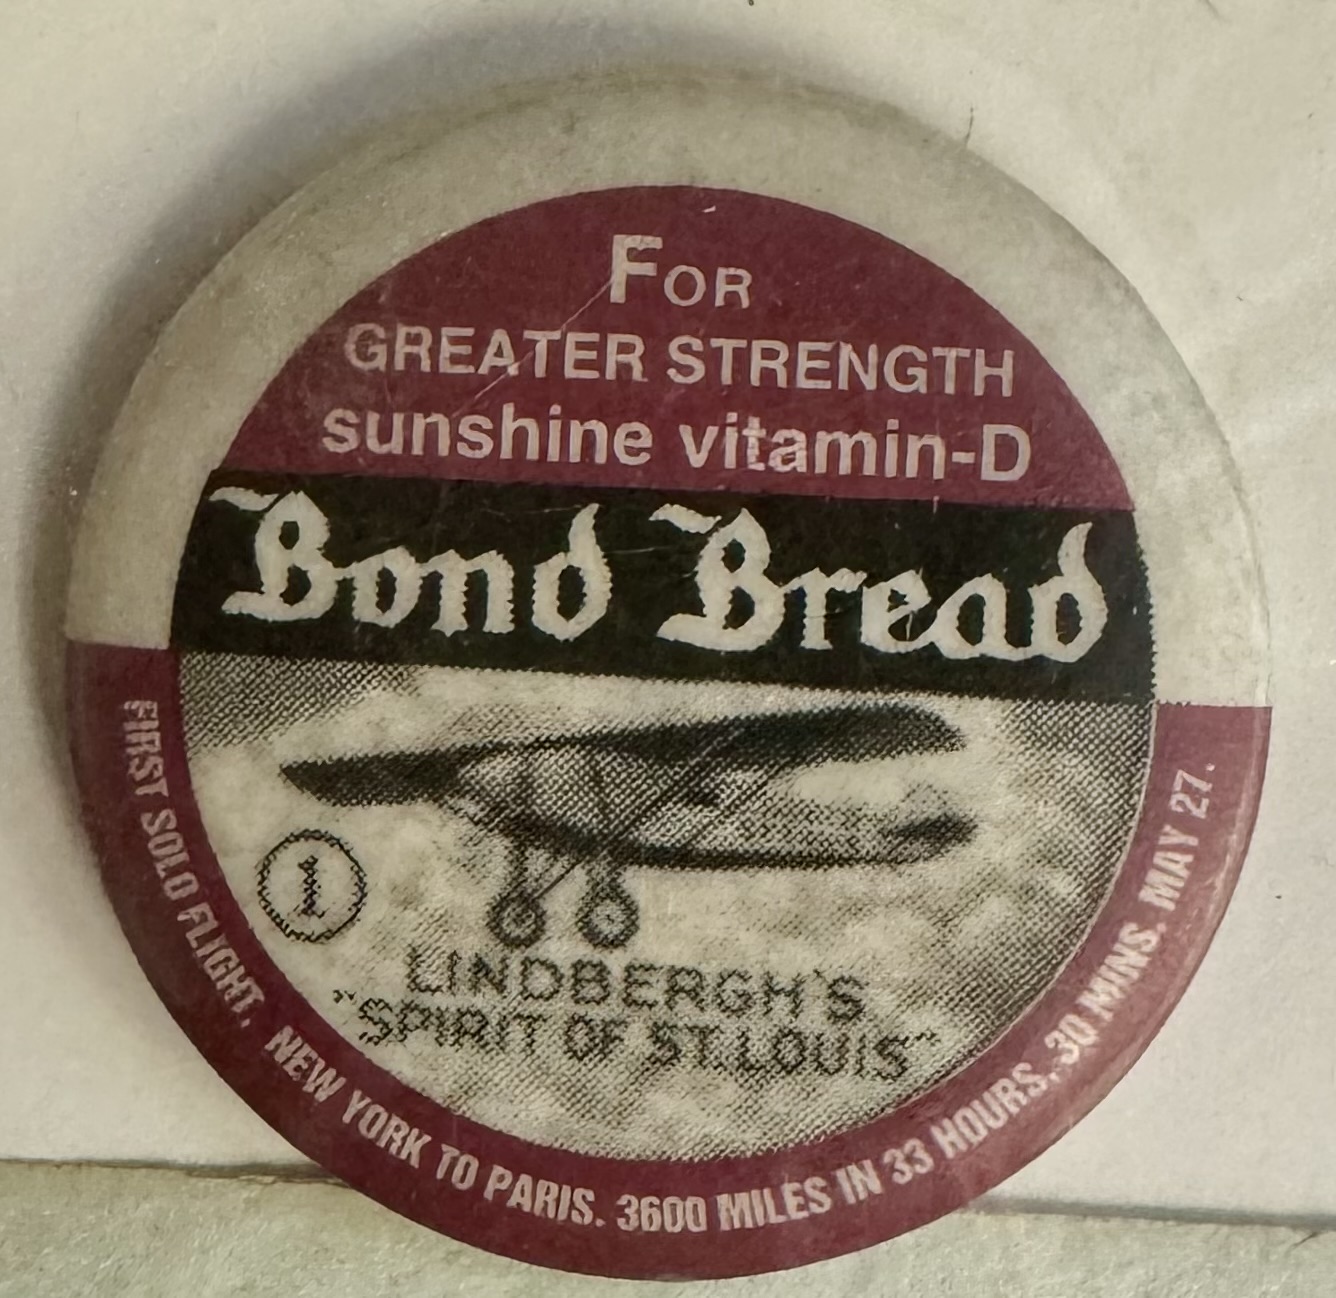 FOR
GREATER STRENGTH
sunshine vitamin-D
Bond Bread
1
LINDBERGH'S
"SPIRIT OF ST. LOUIS"
FIRST SOLO FLIGHT. NEW YORK TO PARIS. 3600 MILES IN 33 HOURS. 30 MINS. MAY 27.